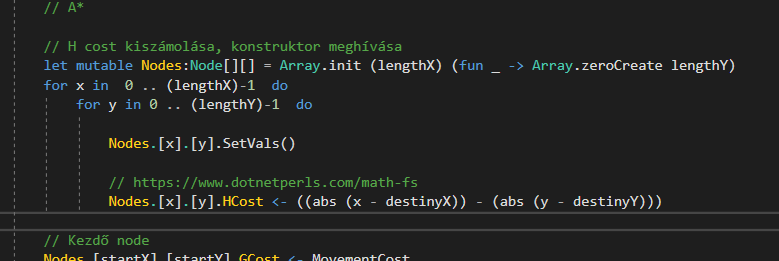 // A*
// H cost kiszámolása, konstruktor meghívása
let mutable Nodes:Node[][] = Array.init (lengthX) (fun _ -> Array.zeroCreate lengthY)
for x in  0 .. (lengthX)-1  do
for y in 0 .. (lengthY)-1  do
Nodes.[x].[y].SetVals()
// https://www.dotnetperls.com/math-fs
Nodes.[x].[y].HCost <- ((abs (x - destinyX)) - (abs (y - destinyY)))
// Kezdő node
Nodes.[startX].[startY].GCost <- MovementCost